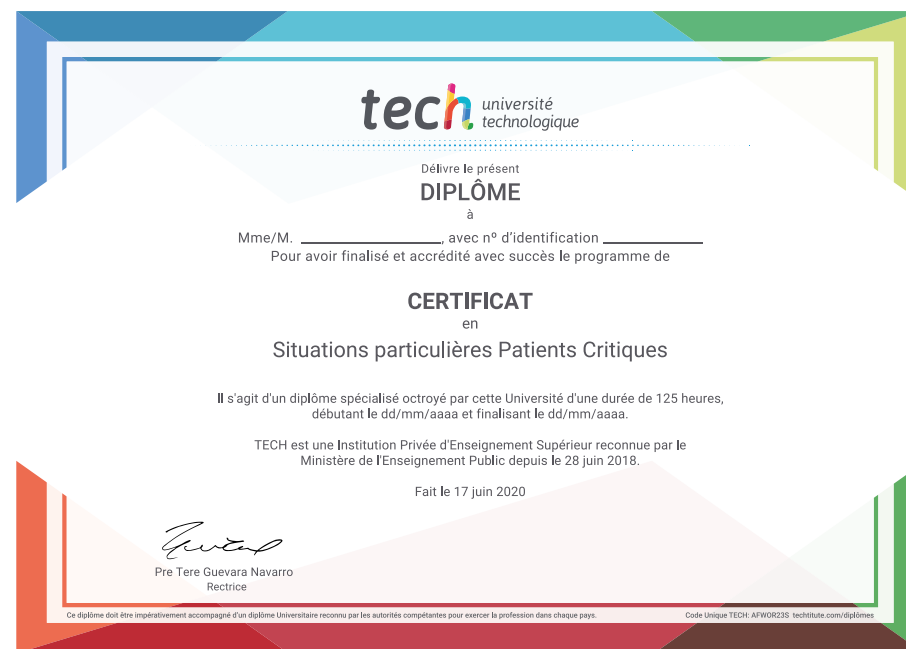 tech université
technologique
Délivre le présent
DIPLÔME
à
Mme/M. ____________________, avec nº d'identification ______________
Pour avoir finalisé et accrédité avec succès le programme de
CERTIFICAT
en
Situations particulières Patients Critiques
Il s'agit d'un diplôme spécialisé octroyé par cette Université d'une durée de 125 heures,
débutant le dd/mm/aaaa et finalisant le dd/mm/aaaa.
TECH est une Institution Privée d'Enseignement Supérieur reconnue par le
Ministère de l'Enseignement Public depuis le 28 juin 2018.
Fait le 17 juin 2020
Pre Tere Guevara Navarro
Rectrice
Ce diplôme doit être impérativement accompagné d'un diplôme Universitaire reconnu par les autorités compétentes pour exercer la profession dans chaque pays.
Code Unique TECH: AFWOR23S techtitute.com/diplômes